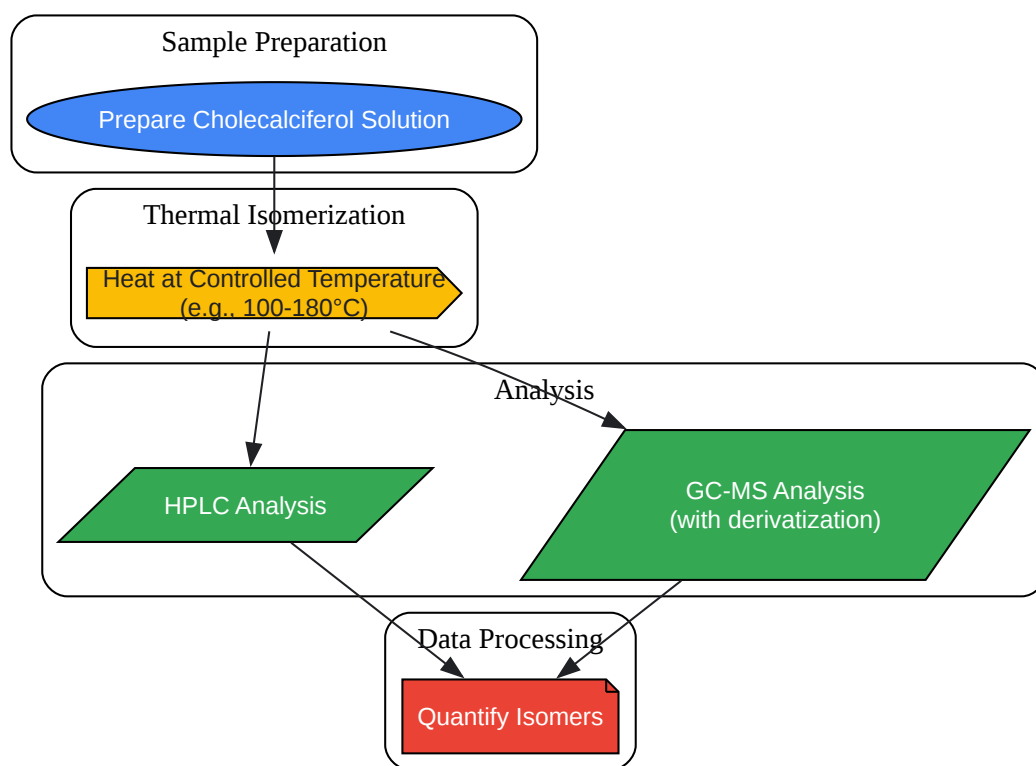 Sample Preparation
Prepare Cholecalciferol Solution
Thermal Isomerization
Heat at Controlled Temperature
(e.g., 100-180°C)
Analysis
HPLC Analysis
GC-MS Analysis
(with derivatization)
Data Processing
Quantify Isomers